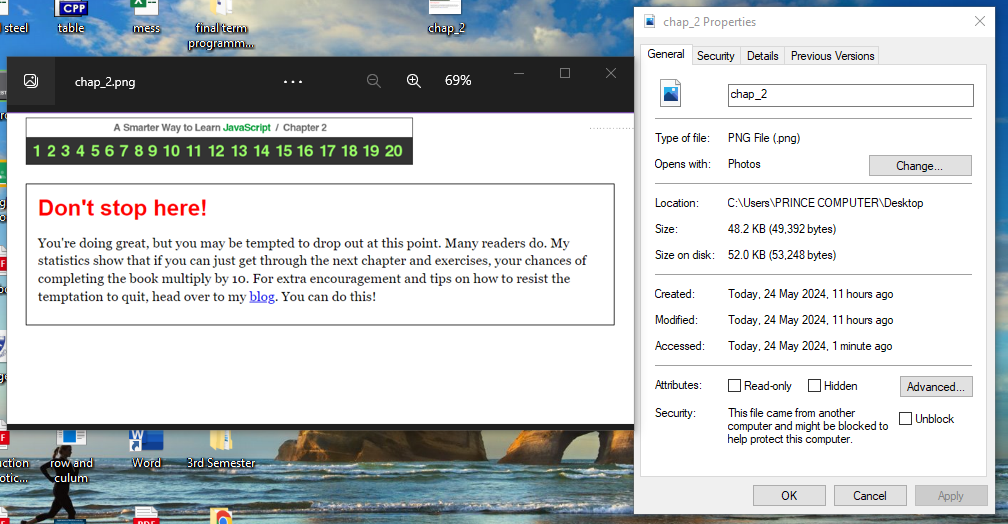 steel
table
CPP
mess
final term
programm...
chap_2
chap_2.png
69%
A Smarter Way to Learn JavaScript / Chapter 2
1 2 3 4 5 6 7 8 9 10 11 12 13 14 15 16 17 18 19 20
Don't stop here!
You're doing great, but you may be tempted to drop out at this point. Many readers do. My
statistics show that if you can just get through the next chapter and exercises, your chances of
completing the book multiply by 10. For extra encouragement and tips on how to resist the
temptation to quit, head over to my blog. You can do this!
row and
culum
Word
3rd Semester
chap_2 Properties
General Security Details Previous Versions
chap_2
Type of file: PNG File (.png)
Opens with: Photos Change...
Location: C:\Users\PRINCE COMPUTER\Desktop
Size: 48.2 KB (49,392 bytes)
Size on disk: 52.0 KB (53,248 bytes)
Created: Today, 24 May 2024, 11 hours ago
Modified: Today, 24 May 2024, 11 hours ago
Accessed: Today, 24 May 2024, 1 minute ago
Attributes: Read-only Hidden Advanced...
Security: This file came from another
computer and might be blocked to
help protect this computer.
Unblock
OK Cancel Apply